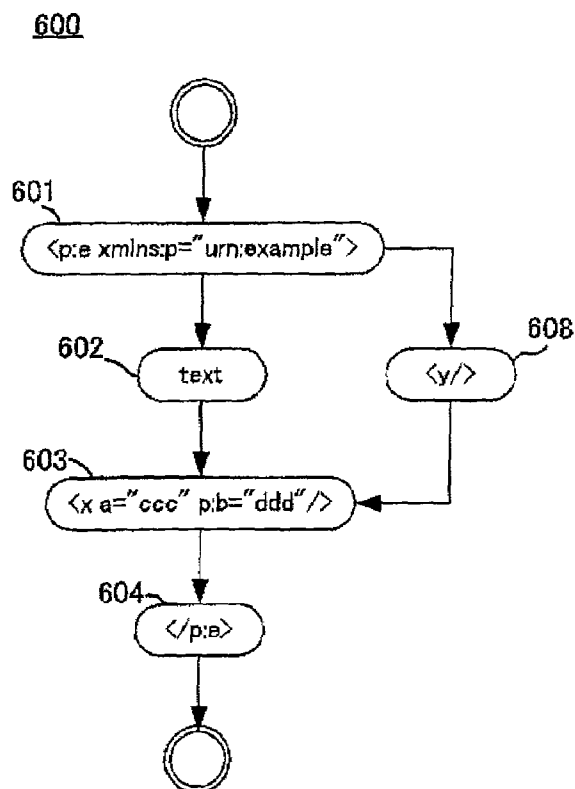 600
601
<p:e xmlns:p="urn:example">
602
text
608
<y/>
603
<x a="ccc" p:b="ddd"/>
604
</p:e>